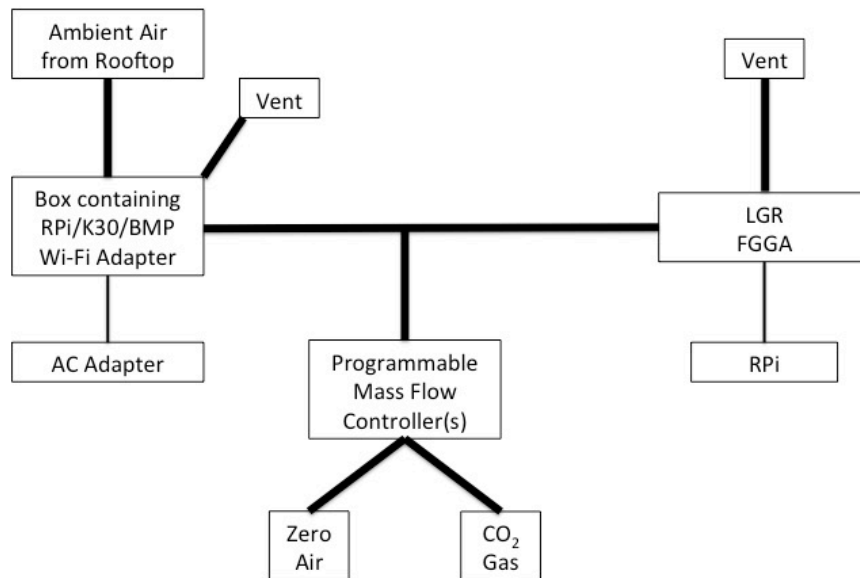 Ambient Air
from Rooftop
Vent
Vent
Box containing
RPi/K30/BMP
Wi-Fi Adapter
LGR
FGGA
AC Adapter
Programmable
Mass Flow
Controller(s)
RPi
Zero
Air
CO₂
Gas